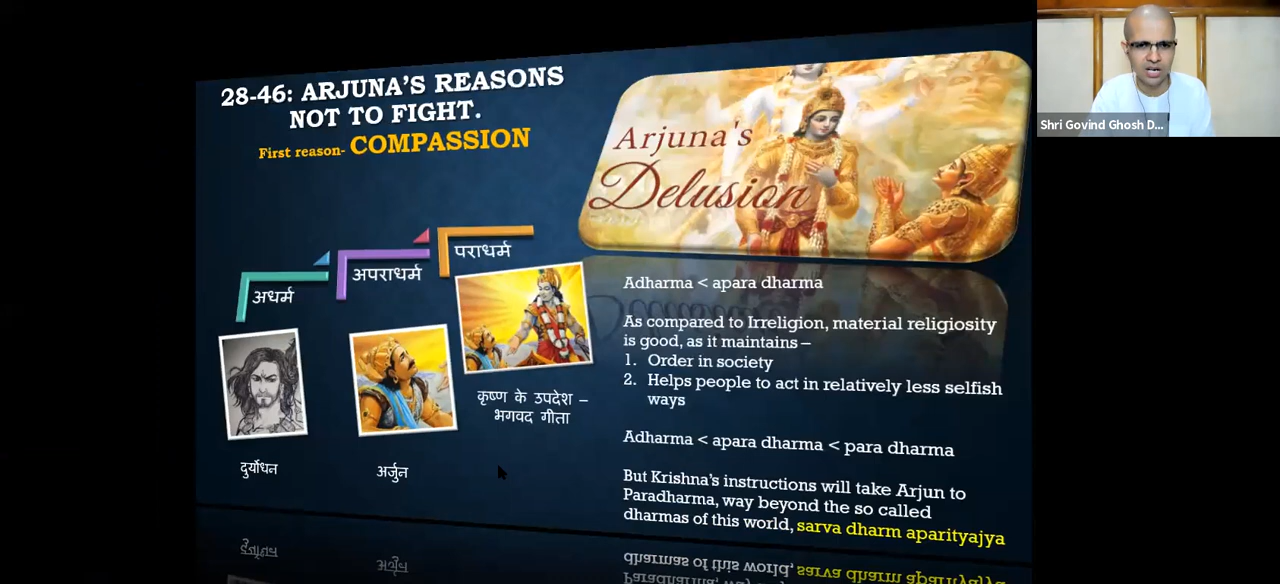 28-46: ARJUNA'S REASONS
NOT TO FIGHT.
First reason- COMPASSION
Arjuna's
Delusion
अधर्म
अपराधर्म
पराधर्म
दुर्योधन
अर्जुन
कृष्ण के उपदेश –
भगवद गीता
Adharma < apara dharma
As compared to Irreligion, material religiosity
is good, as it maintains –
1. Order in society
2. Helps people to act in relatively less selfish
ways
Adharma < apara dharma < para dharma
But Krishna's instructions will take Arjun to
Paradharma, way beyond the so called
dharmas of this world, sarva dharm aparityajya
Shri Govind Ghosh D...